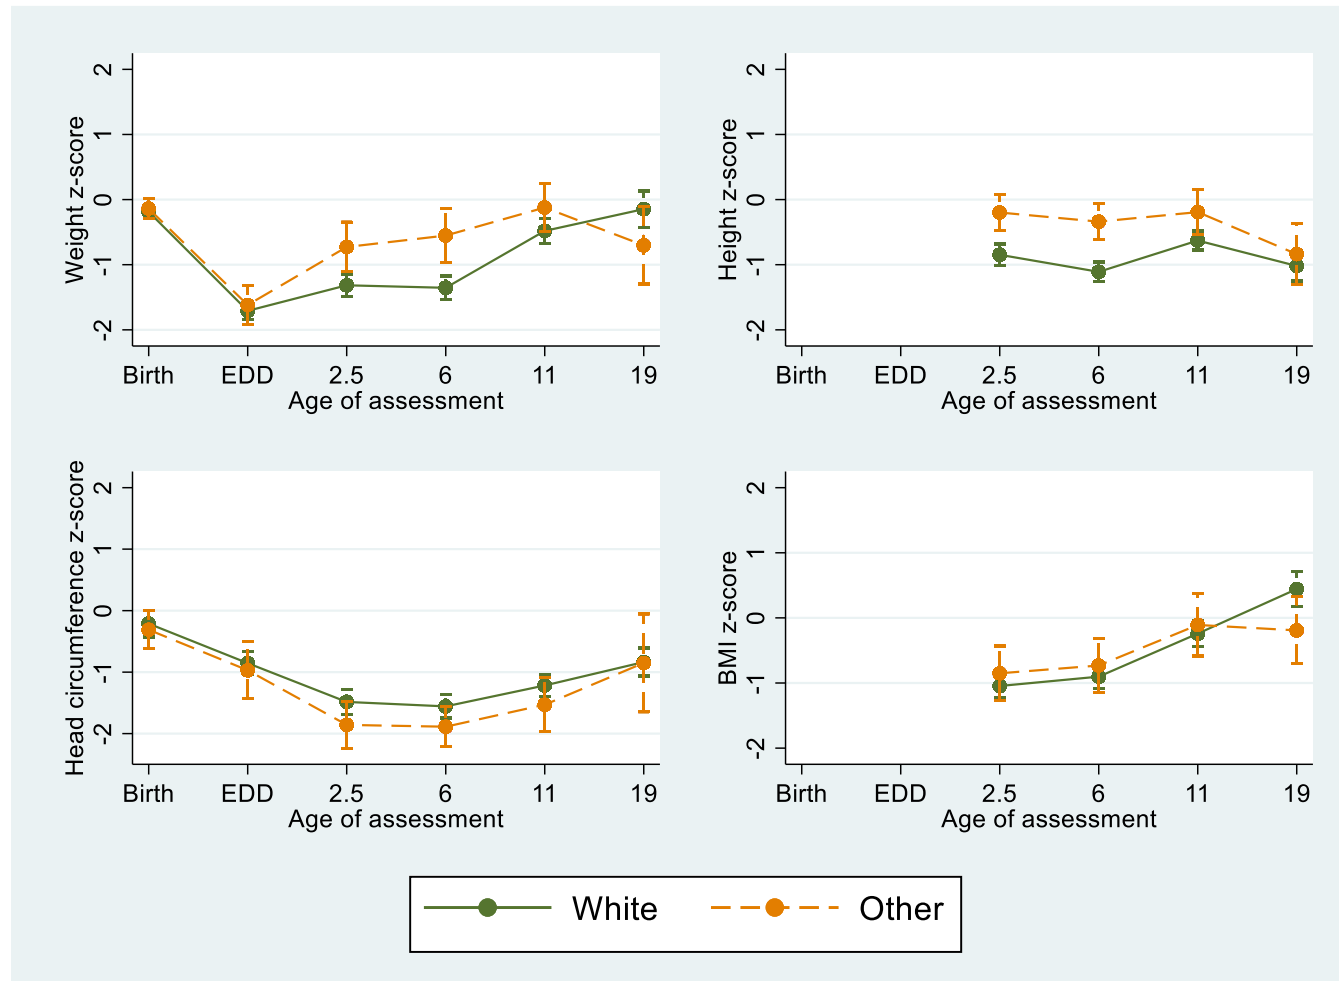 Weight z-score
2
1
0
-1
-2
Birth EDD 2.5 6 11 19
Age of assessment
Height z-score
2
1
0
-1
-2
Birth EDD 2.5 6 11 19
Age of assessment
Head circumference z-score
2
1
0
-1
-2
Birth EDD 2.5 6 11 19
Age of assessment
BMI z-score
2
1
0
-1
-2
Birth EDD 2.5 6 11 19
Age of assessment
White Other